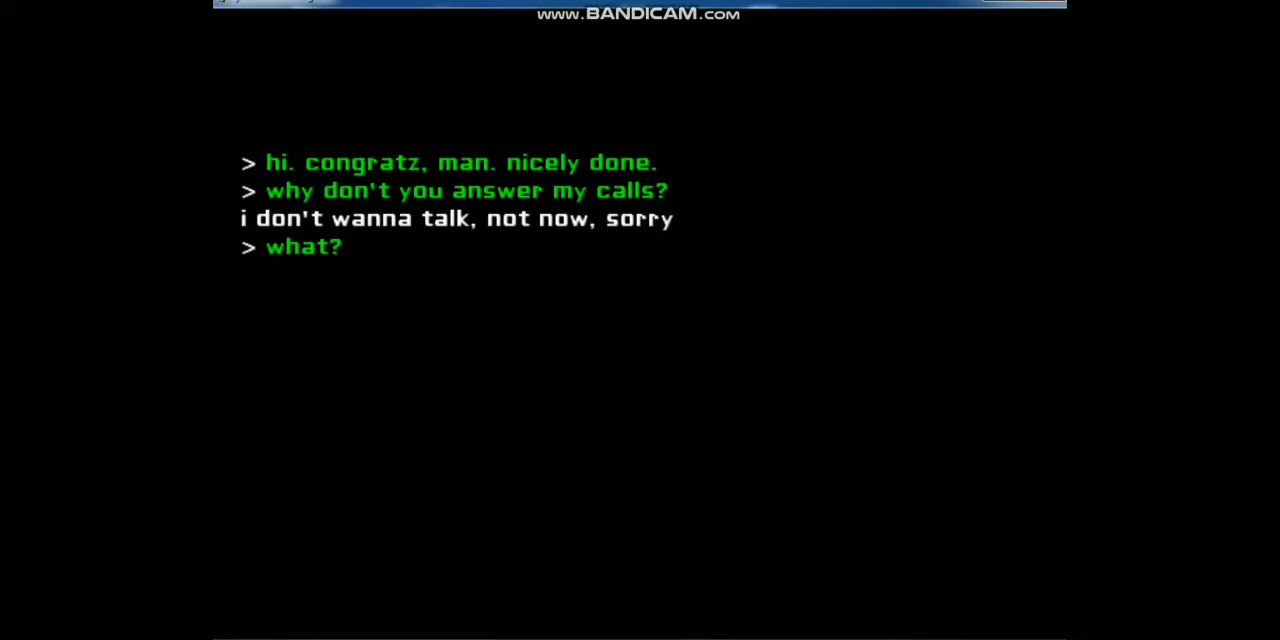 www.BANDICAM.com
> hi. congratz, man. nicely done.
> why don't you answer my calls?
i don't wanna talk, not now, sorry
> what?